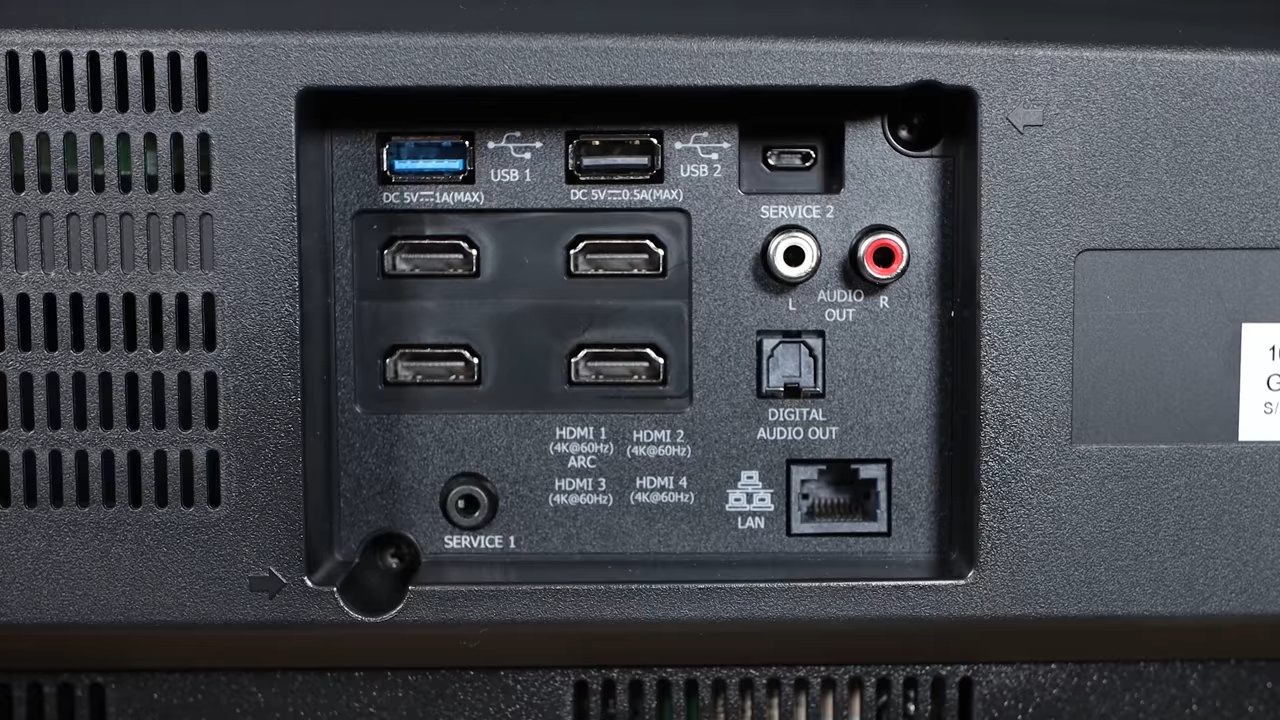 USB 1
USB 2
DC 5V⎓1A(MAX)
DC 5V⎓0.5A(MAX)
SERVICE 2
L
AUDIO
OUT
R
DIGITAL
AUDIO OUT
HDMI 1
(4K@60Hz)
ARC
HDMI 2
(4K@60Hz)
HDMI 3
(4K@60Hz)
HDMI 4
(4K@60Hz)
LAN
SERVICE 1
G
S/